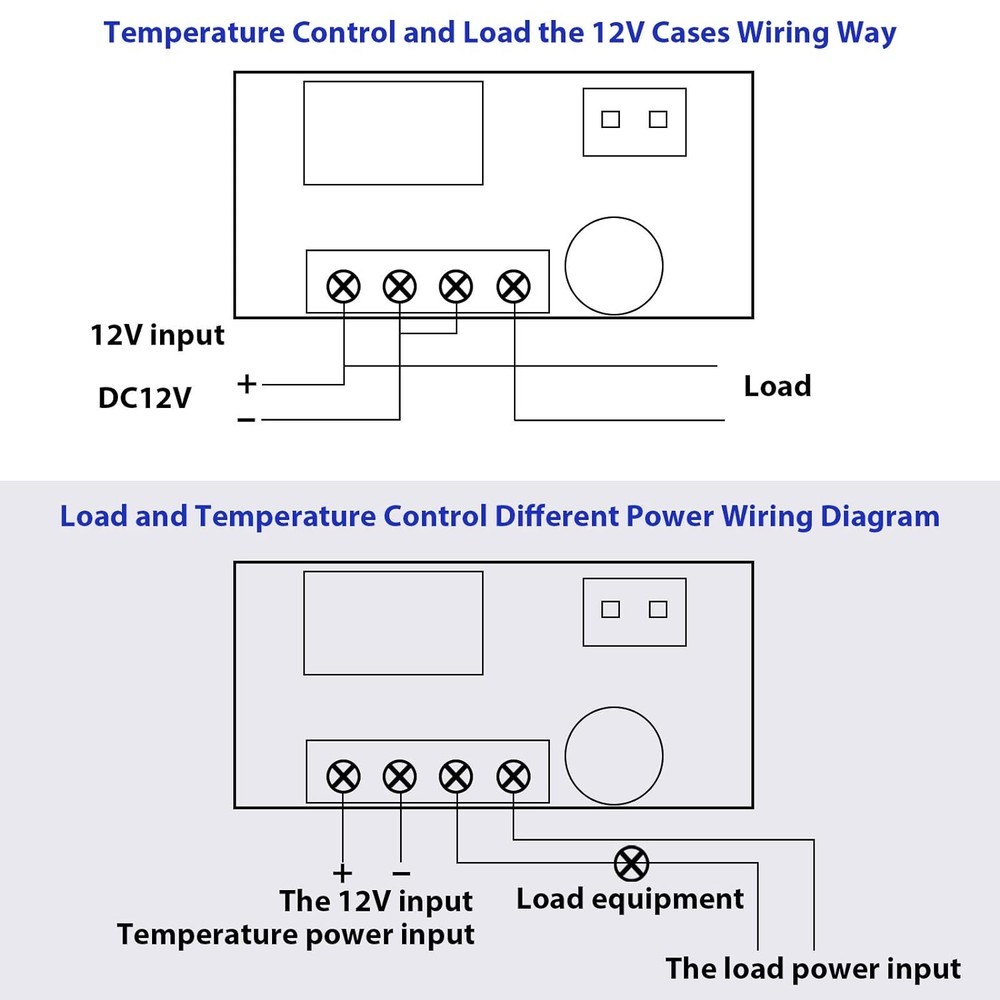 Temperature Control and Load the 12V Cases Wiring Way
12V input
+
DC12V
−
Load
Load and Temperature Control Different Power Wiring Diagram
+ −
The 12V input
Temperature power input
Load equipment
The load power input